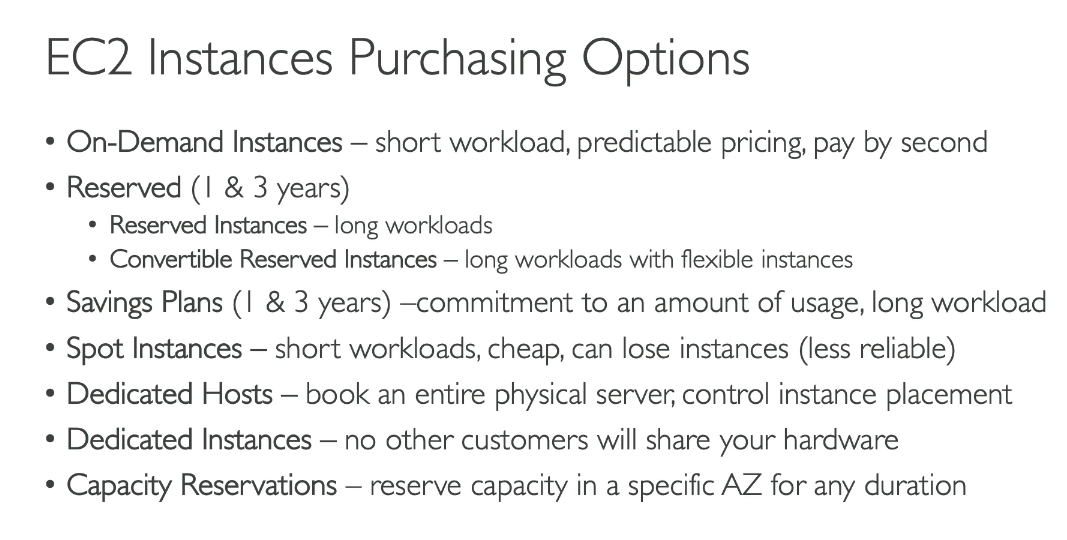 EC2 Instances Purchasing Options
• On-Demand Instances – short workload, predictable pricing, pay by second
• Reserved (1 & 3 years)
• Reserved Instances – long workloads
• Convertible Reserved Instances – long workloads with flexible instances
• Savings Plans (1 & 3 years) –commitment to an amount of usage, long workload
• Spot Instances – short workloads, cheap, can lose instances (less reliable)
• Dedicated Hosts – book an entire physical server, control instance placement
• Dedicated Instances – no other customers will share your hardware
• Capacity Reservations – reserve capacity in a specific AZ for any duration